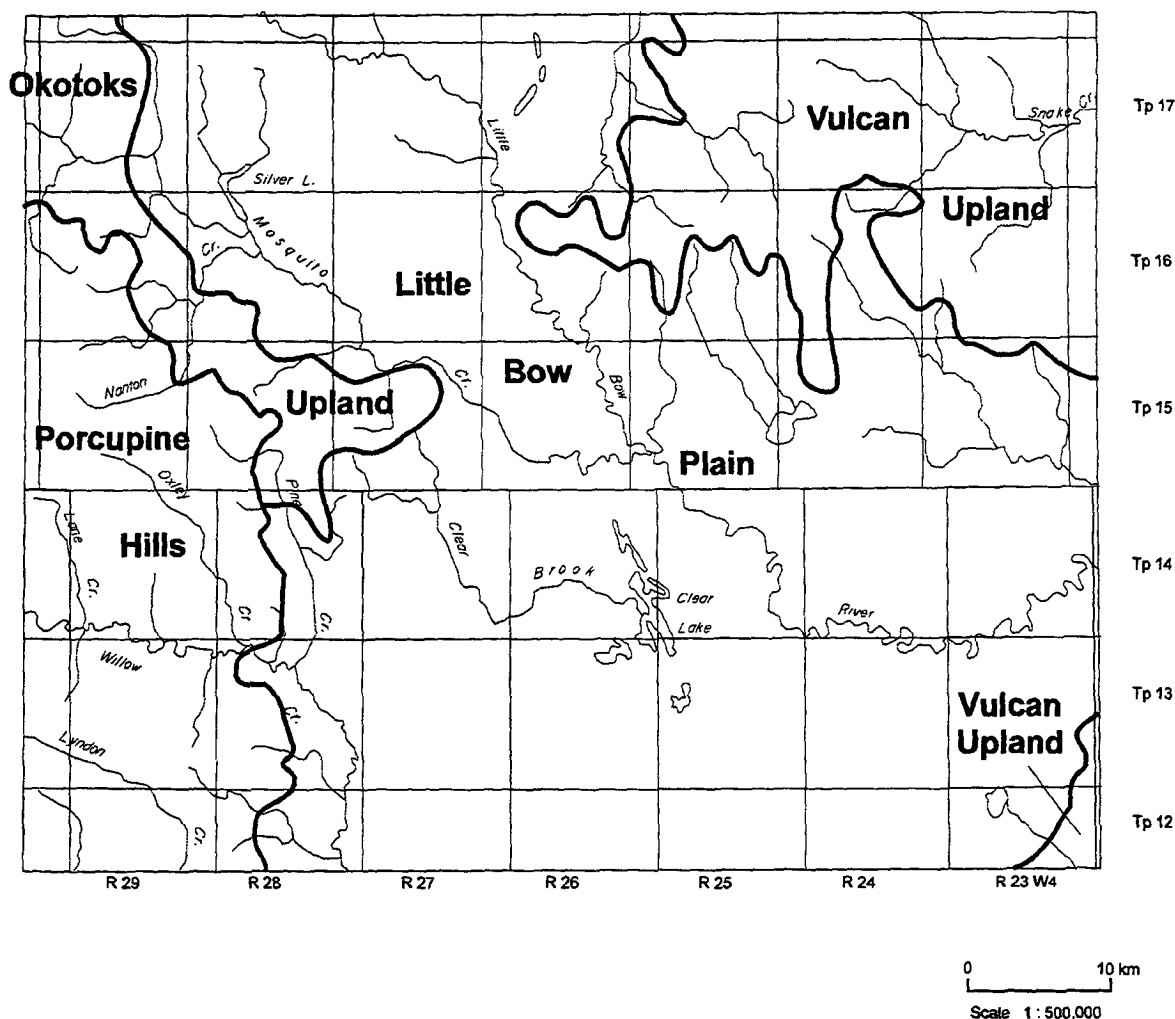 Okotoks
Vulcan
Snake Cr.
Tp 17
Little
Silver L.
Mosquito
Cr.
Upland
Tp 16
Little
Bow
Bow
Cr.
Nanton
Upland
Tp 15
Porcupine
Plain
Oxley
Pine
Lane
Hills
Clear
Brook
Tp 14
Cr.
Cr
Cr.
Clear
Lake
River
Willow
Tp 13
Cr.
Vulcan
Upland
Lyndon
Cr.
Tp 12
R 29
R 28
R 27
R 26
R 25
R 24
R 23 W4
0
10 km
Scale 1 : 500,000